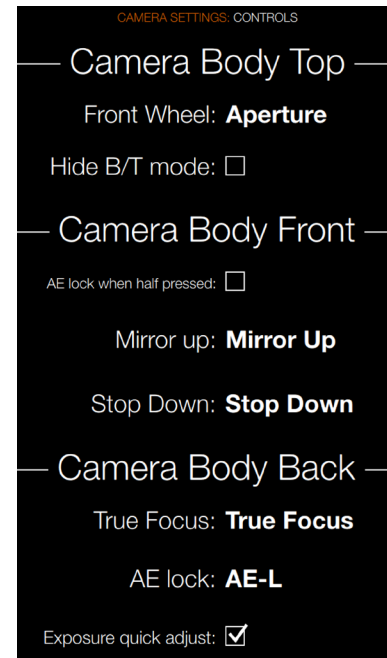 CAMERA SETTINGS: CONTROLS
Camera Body Top
Front Wheel: Aperture
Hide B/T mode:
Camera Body Front
AE lock when half pressed:
Mirror up: Mirror Up
Stop Down: Stop Down
Camera Body Back
True Focus: True Focus
AE lock: AE-L
Exposure quick adjust: